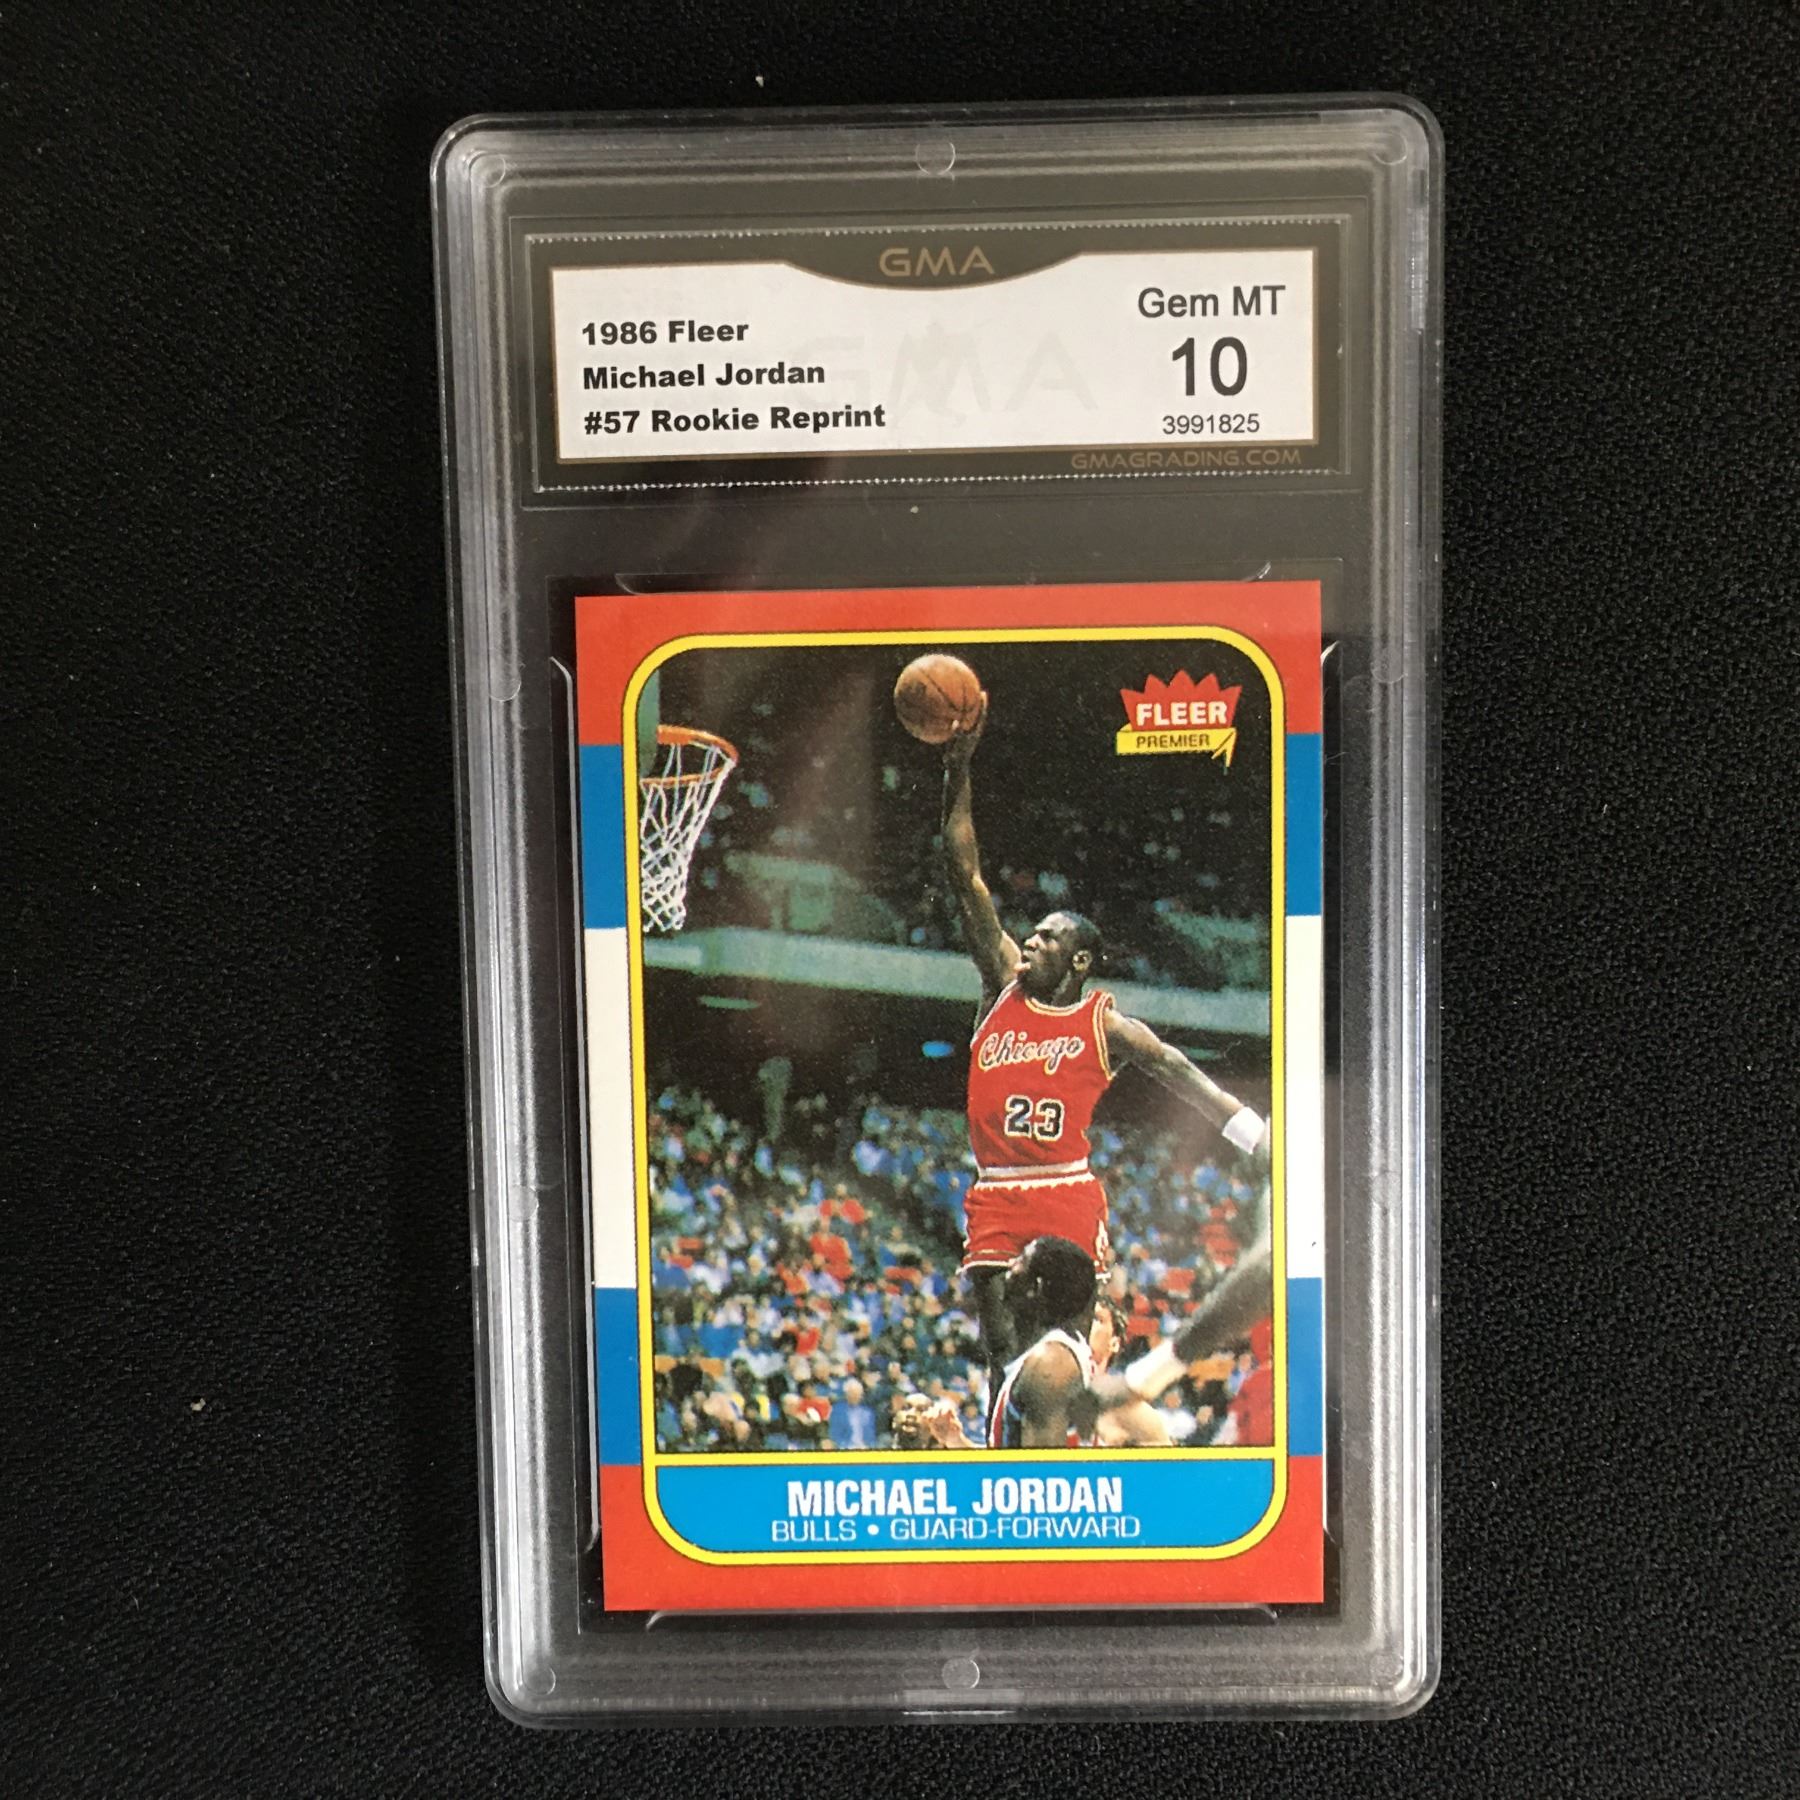 GMA
Gem MT
1986 Fleer
10
Michael Jordan
GMA
#57 Rookie Reprint
3991825
GMAGRADING.COM
FLEER
PREMIER
Chicago
23
MICHAEL JORDAN
BULLS • GUARD-FORWARD